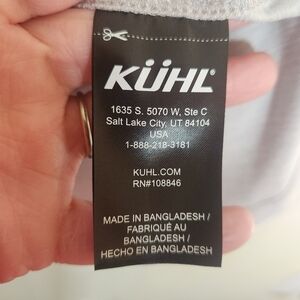 KÜHL®
1635 S. 5070 W, Ste C
Salt Lake City, UT 84104
USA
1-888-218-3181
KUHL.COM
RN#108846
MADE IN BANGLADESH /
FABRIQUÉ AU
BANGLADESH /
HECHO EN BANGLADESH